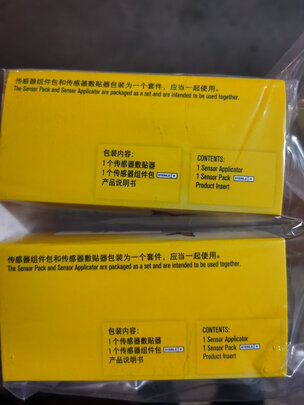 传感器组件包和传感器敷贴器包装为一个套件，应当一起使用。
The Sensor Pack and Sensor Applicator are packaged as a set and are intended to be used together.
包装内容:
1个传感器敷贴器
1个传感器组件包 STERILE R
产品说明书
CONTENTS:
1 Sensor Applicator
1 Sensor Pack STERILE R
Product Insert
传感器组件包和传感器敷贴器包装为一个套件，应当一起使用。
The Sensor Pack and Sensor Applicator are packaged as a set and are intended to be used together.
包装内容:
1个传感器敷贴器
1个传感器组件包 STERILE R
产品说明书
CONTENTS:
1 Sensor Applicator
1 Sensor Pack STERILE R
Product Insert